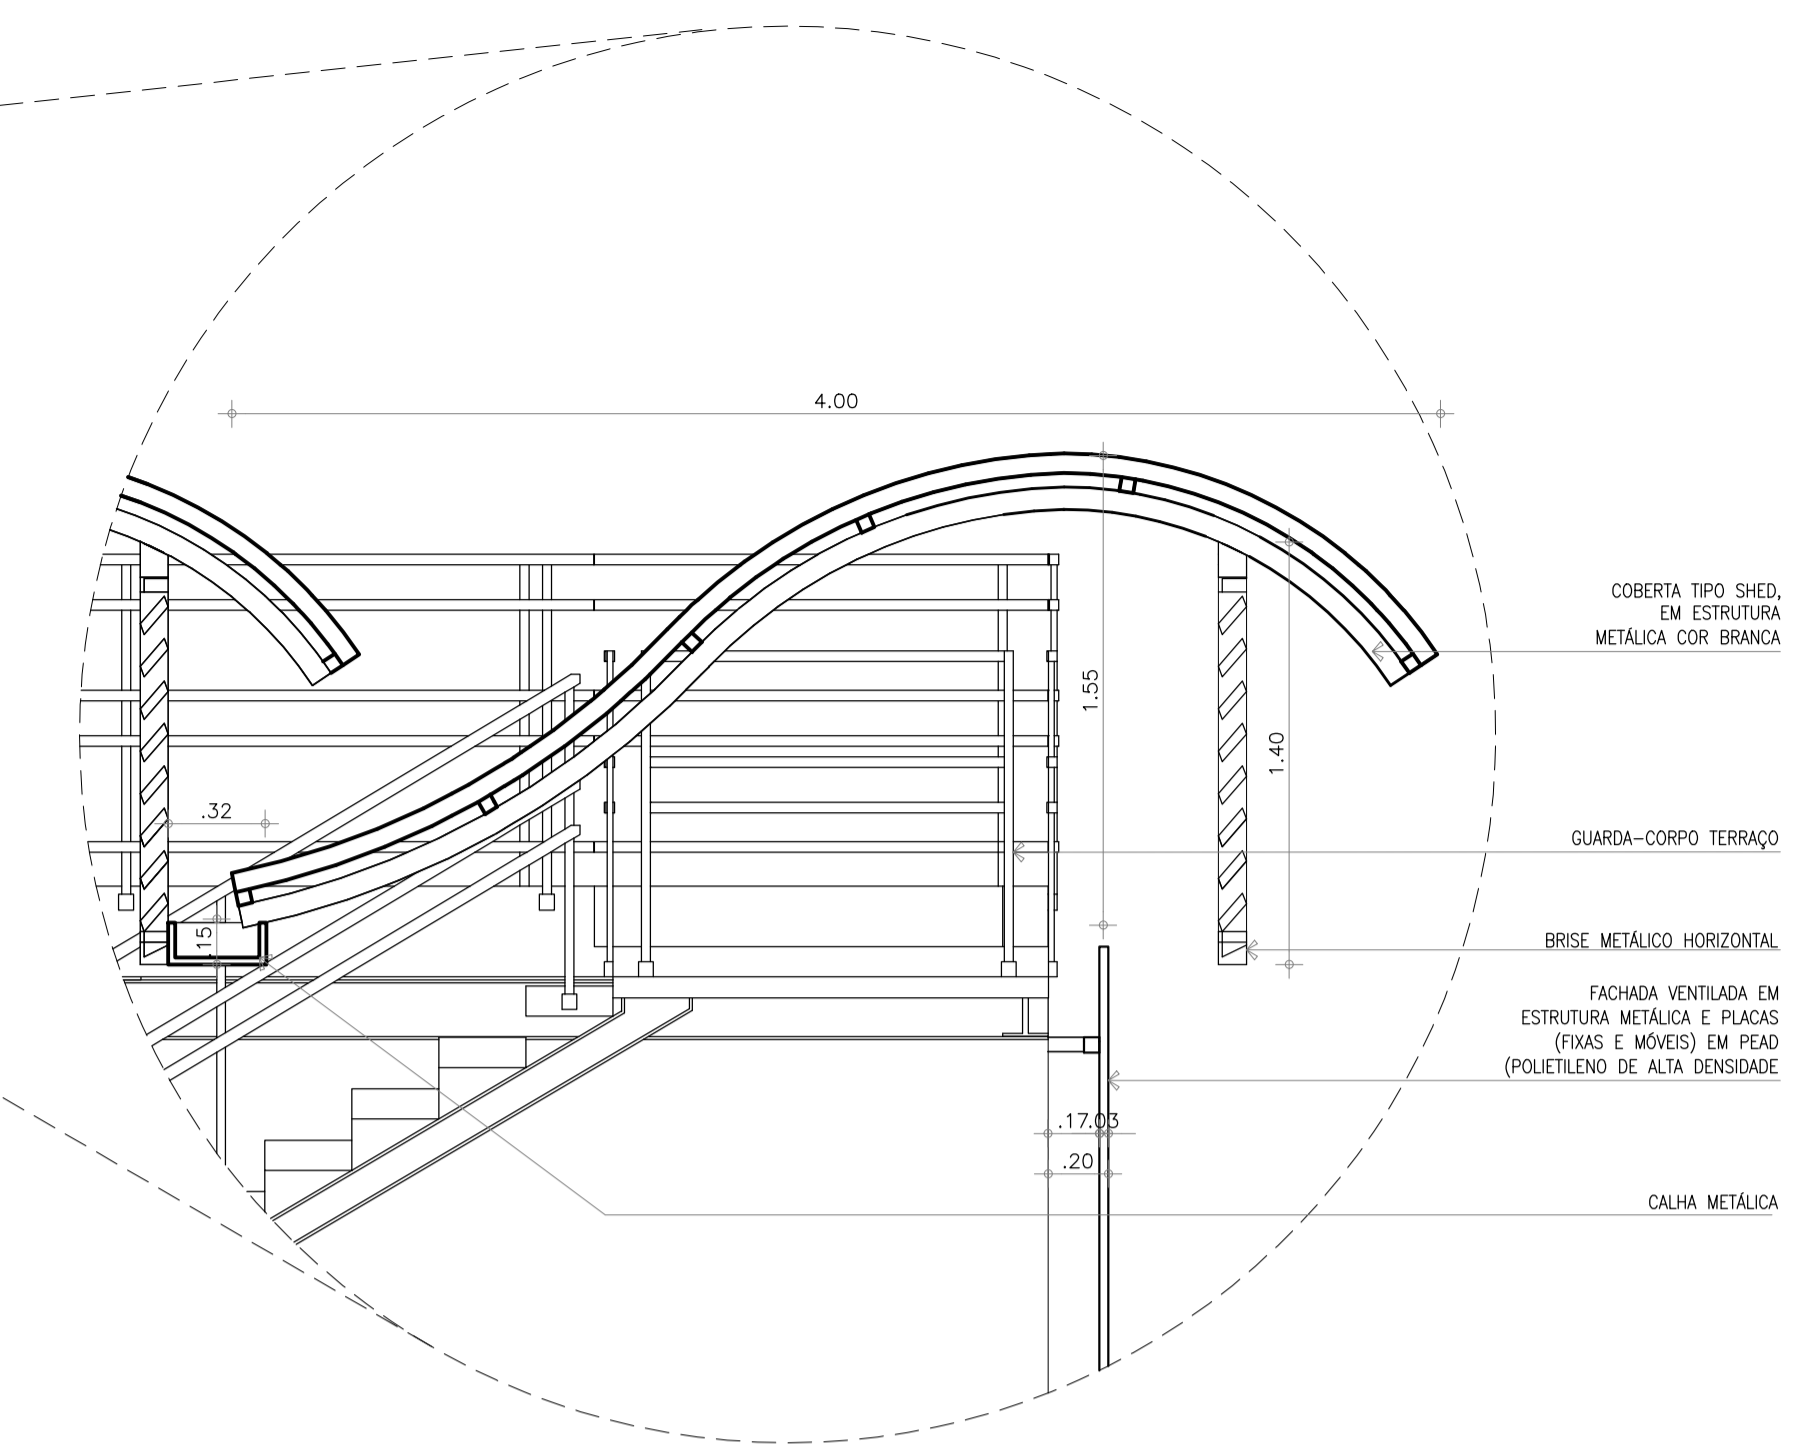 4.00
COBERTA TIPO SHED,
EM ESTRUTURA
METÁLICA COR BRANCA
1.55
1.40
.32
GUARDA-CORPO TERRAÇO
.15
BRISE METÁLICO HORIZONTAL
FACHADA VENTILADA EM
ESTRUTURA METÁLICA E PLACAS
(FIXAS E MÓVEIS) EM PEAD
(POLIETILENO DE ALTA DENSIDADE
.17 .03
.20
CALHA METÁLICA